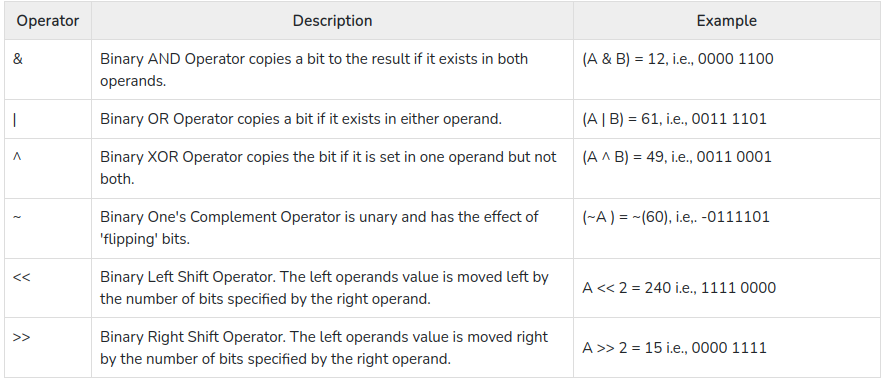 Operator Description Example
& Binary AND Operator copies a bit to the result if it exists in both (A & B) = 12, i.e., 0000 1100
operands.
| Binary OR Operator copies a bit if it exists in either operand. (A | B) = 61, i.e., 0011 1101
^ Binary XOR Operator copies the bit if it is set in one operand but not (A ^ B) = 49, i.e., 0011 0001
both.
~ Binary One's Complement Operator is unary and has the effect of (~A ) = ~(60), i.e,. -0111101
'flipping' bits.
<< Binary Left Shift Operator. The left operands value is moved left by
the number of bits specified by the right operand. A << 2 = 240 i.e., 1111 0000
>> Binary Right Shift Operator. The left operands value is moved right
by the number of bits specified by the right operand. A >> 2 = 15 i.e., 0000 1111